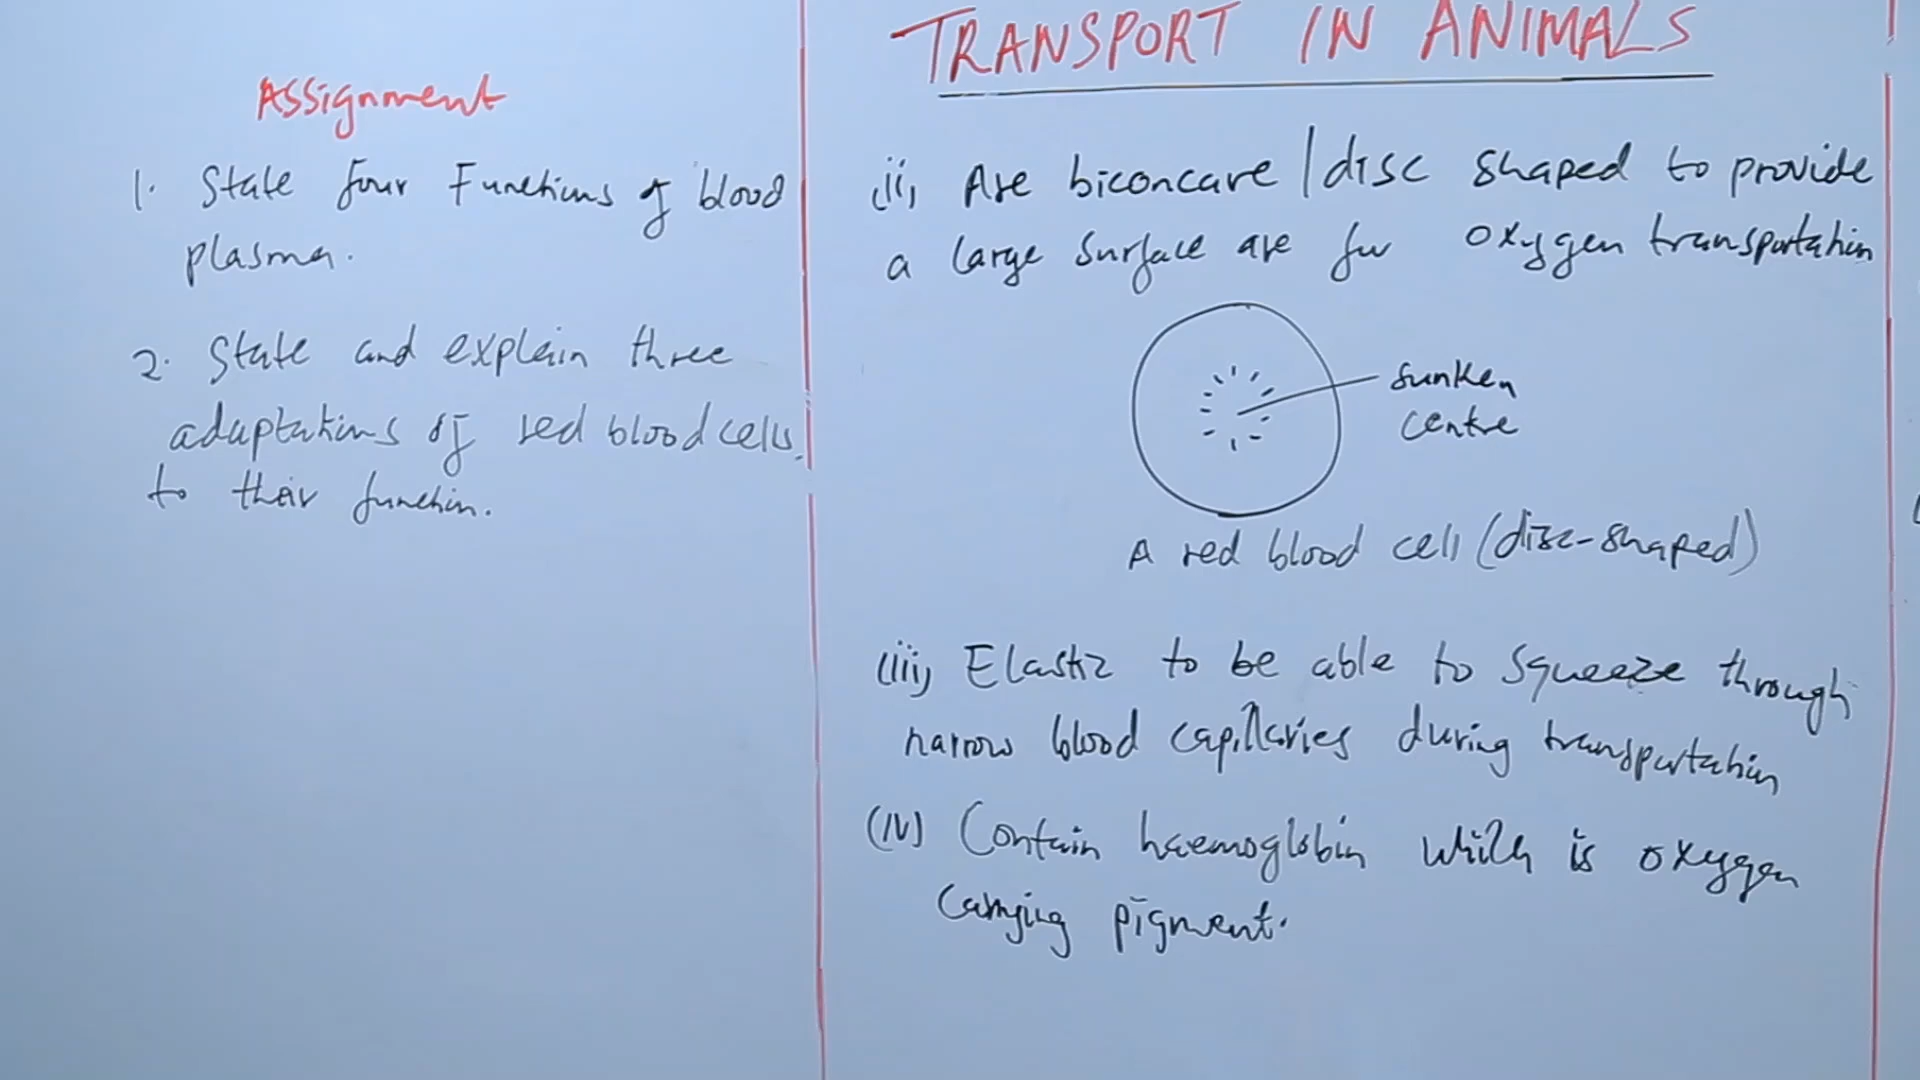 Assignment
1. State four Functions of blood
plasma.
2. State and explain three
adaptations of red blood cells
to their function.
TRANSPORT IN ANIMALS
(ii) Are biconcave / disc shaped to provide
a large surface are for oxygen transportation
sunken
centre
A red blood cell (disc-shaped)
(iii) Elastic to be able to squeeze through
narrow blood capillaries during transportation
(IV) Contain haemoglobin which is oxygen
carrying pigment.